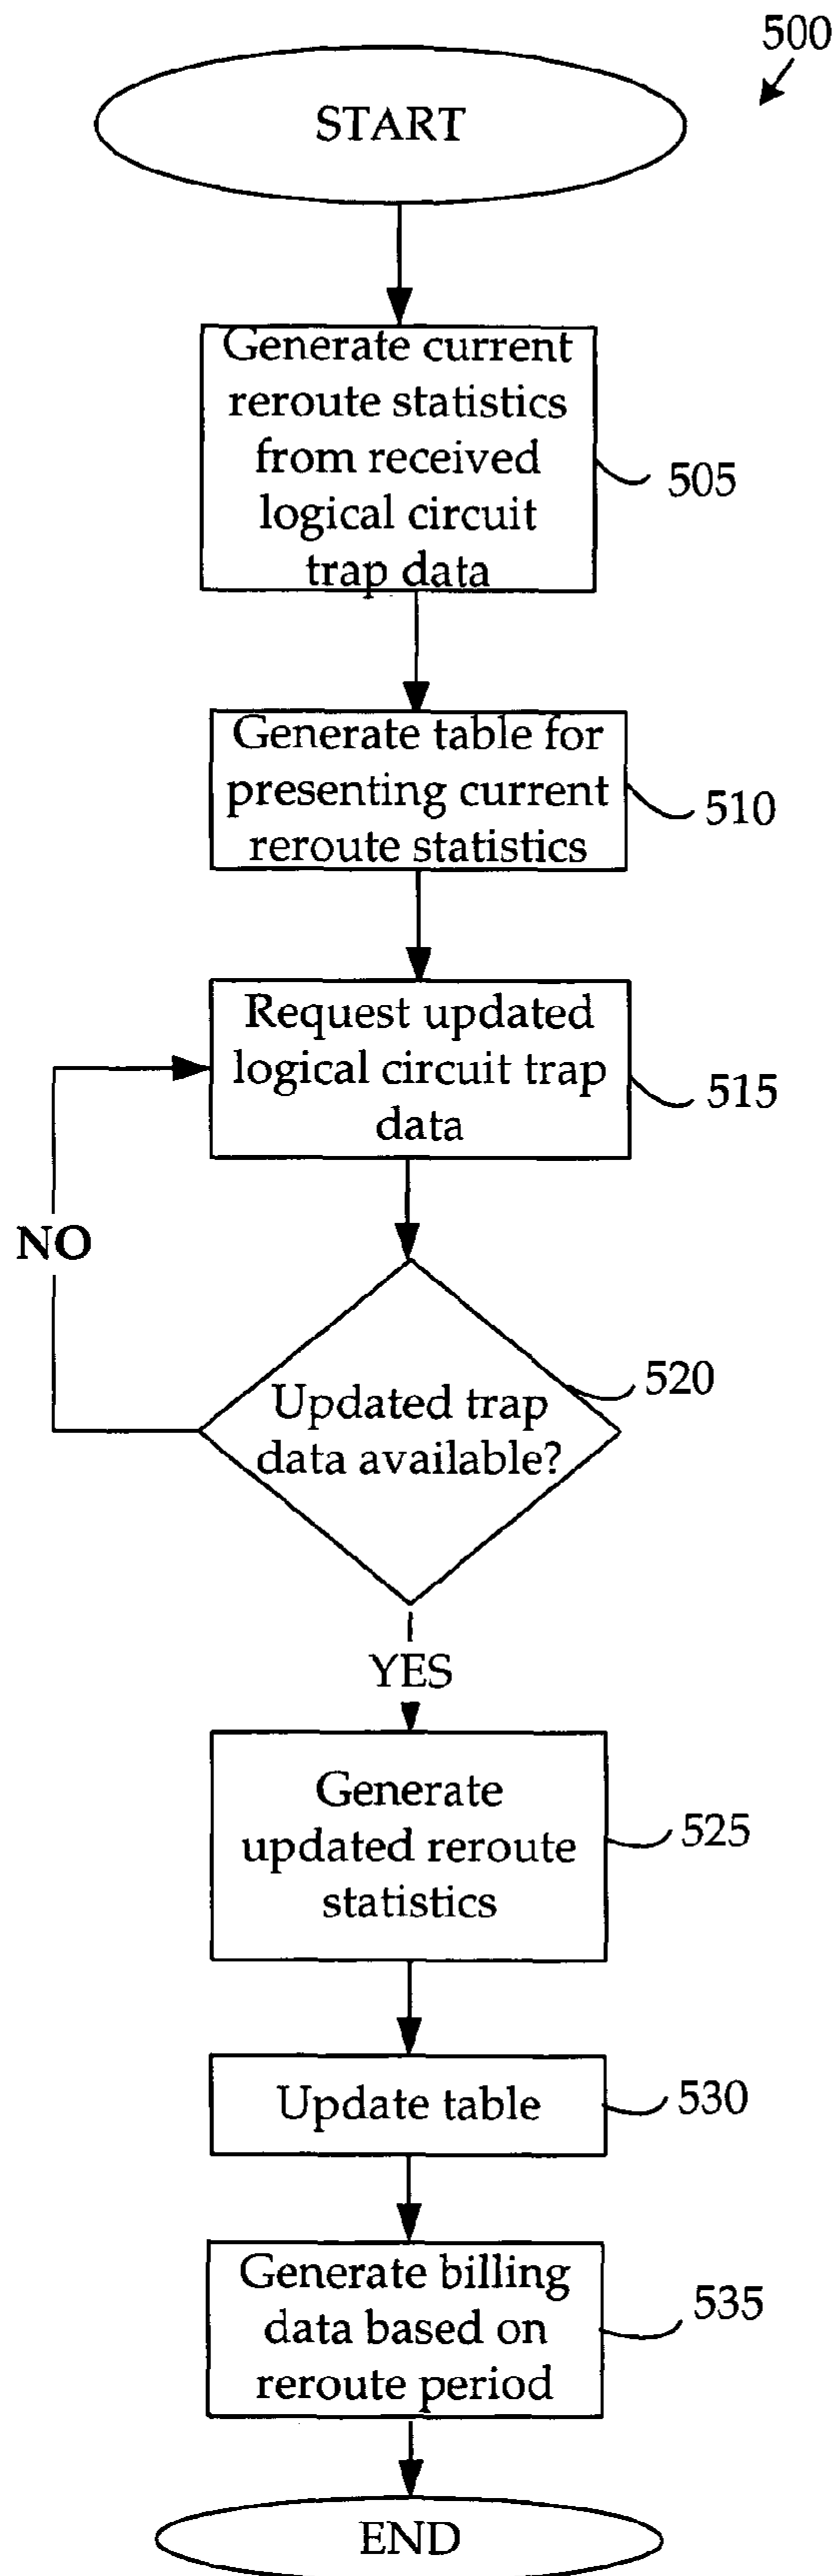 500
START
Generate current
reroute statistics
from received
logical circuit
trap data
505
Generate table for
presenting current
reroute statistics
510
Request updated
logical circuit trap
data
515
NO
Updated trap
data available?
520
YES
Generate
updated reroute
statistics
525
Update table
530
Generate billing
data based on
reroute period
535
END